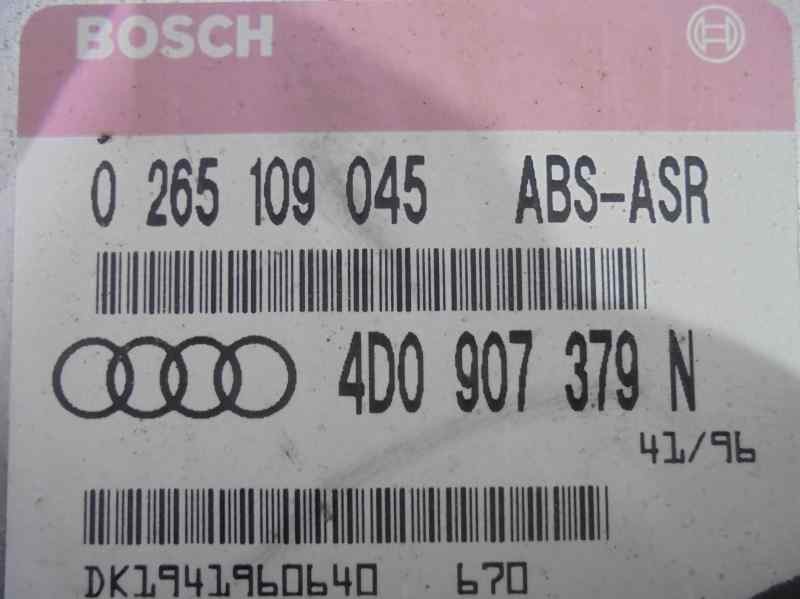 BOSCH
0 265 109 045 ABS-ASR
4D0 907 379 N
41/96
DK1941960640 670